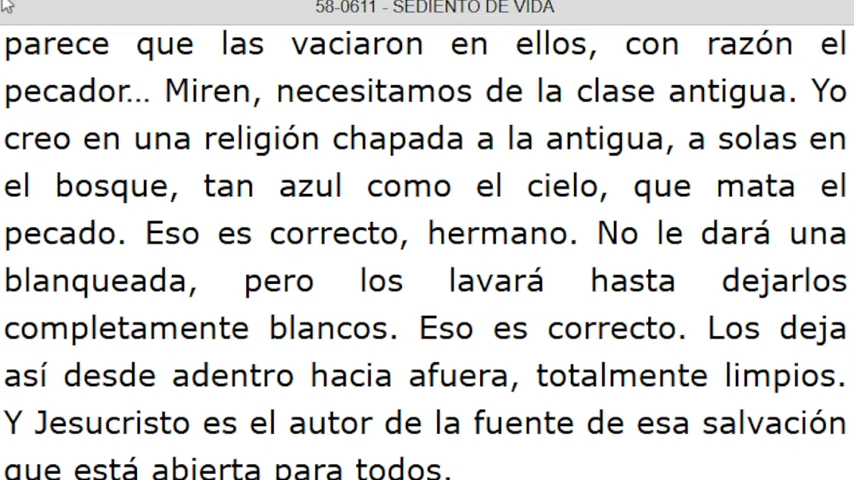 58-0611 - SEDIENTO DE VIDA
parece que las vaciaron en ellos, con razón el
pecador... Miren, necesitamos de la clase antigua. Yo
creo en una religión chapada a la antigua, a solas en
el bosque, tan azul como el cielo, que mata el
pecado. Eso es correcto, hermano. No le dará una
blanqueada, pero los lavará hasta dejarlos
completamente blancos. Eso es correcto. Los deja
así desde adentro hacia afuera, totalmente limpios.
Y Jesucristo es el autor de la fuente de esa salvación
que está abierta para todos.